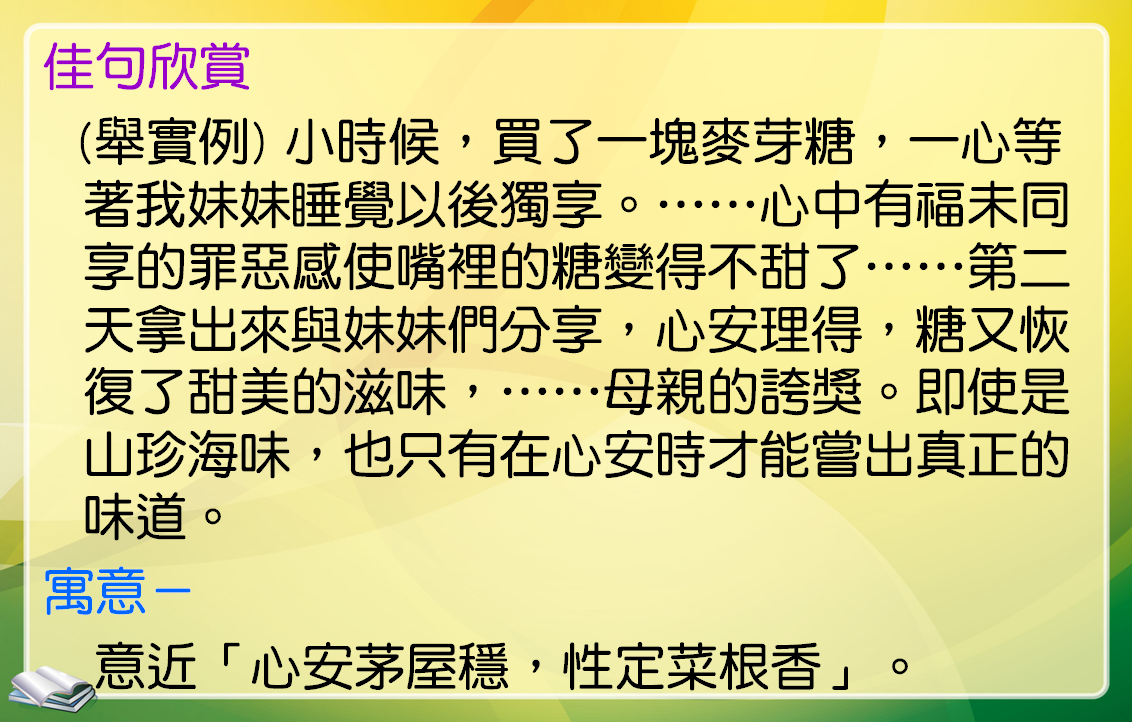 佳句欣賞
(舉實例) 小時候，買了一塊麥芽糖，一心等
著我妹妹睡覺以後獨享。……心中有福未同
享的罪惡感使嘴裡的糖變得不甜了……第二
天拿出來與妹妹們分享，心安理得，糖又恢
復了甜美的滋味，……母親的誇獎。即使是
山珍海味，也只有在心安時才能嘗出真正的
味道。
寓意－
意近「心安茅屋穩，性定菜根香」。